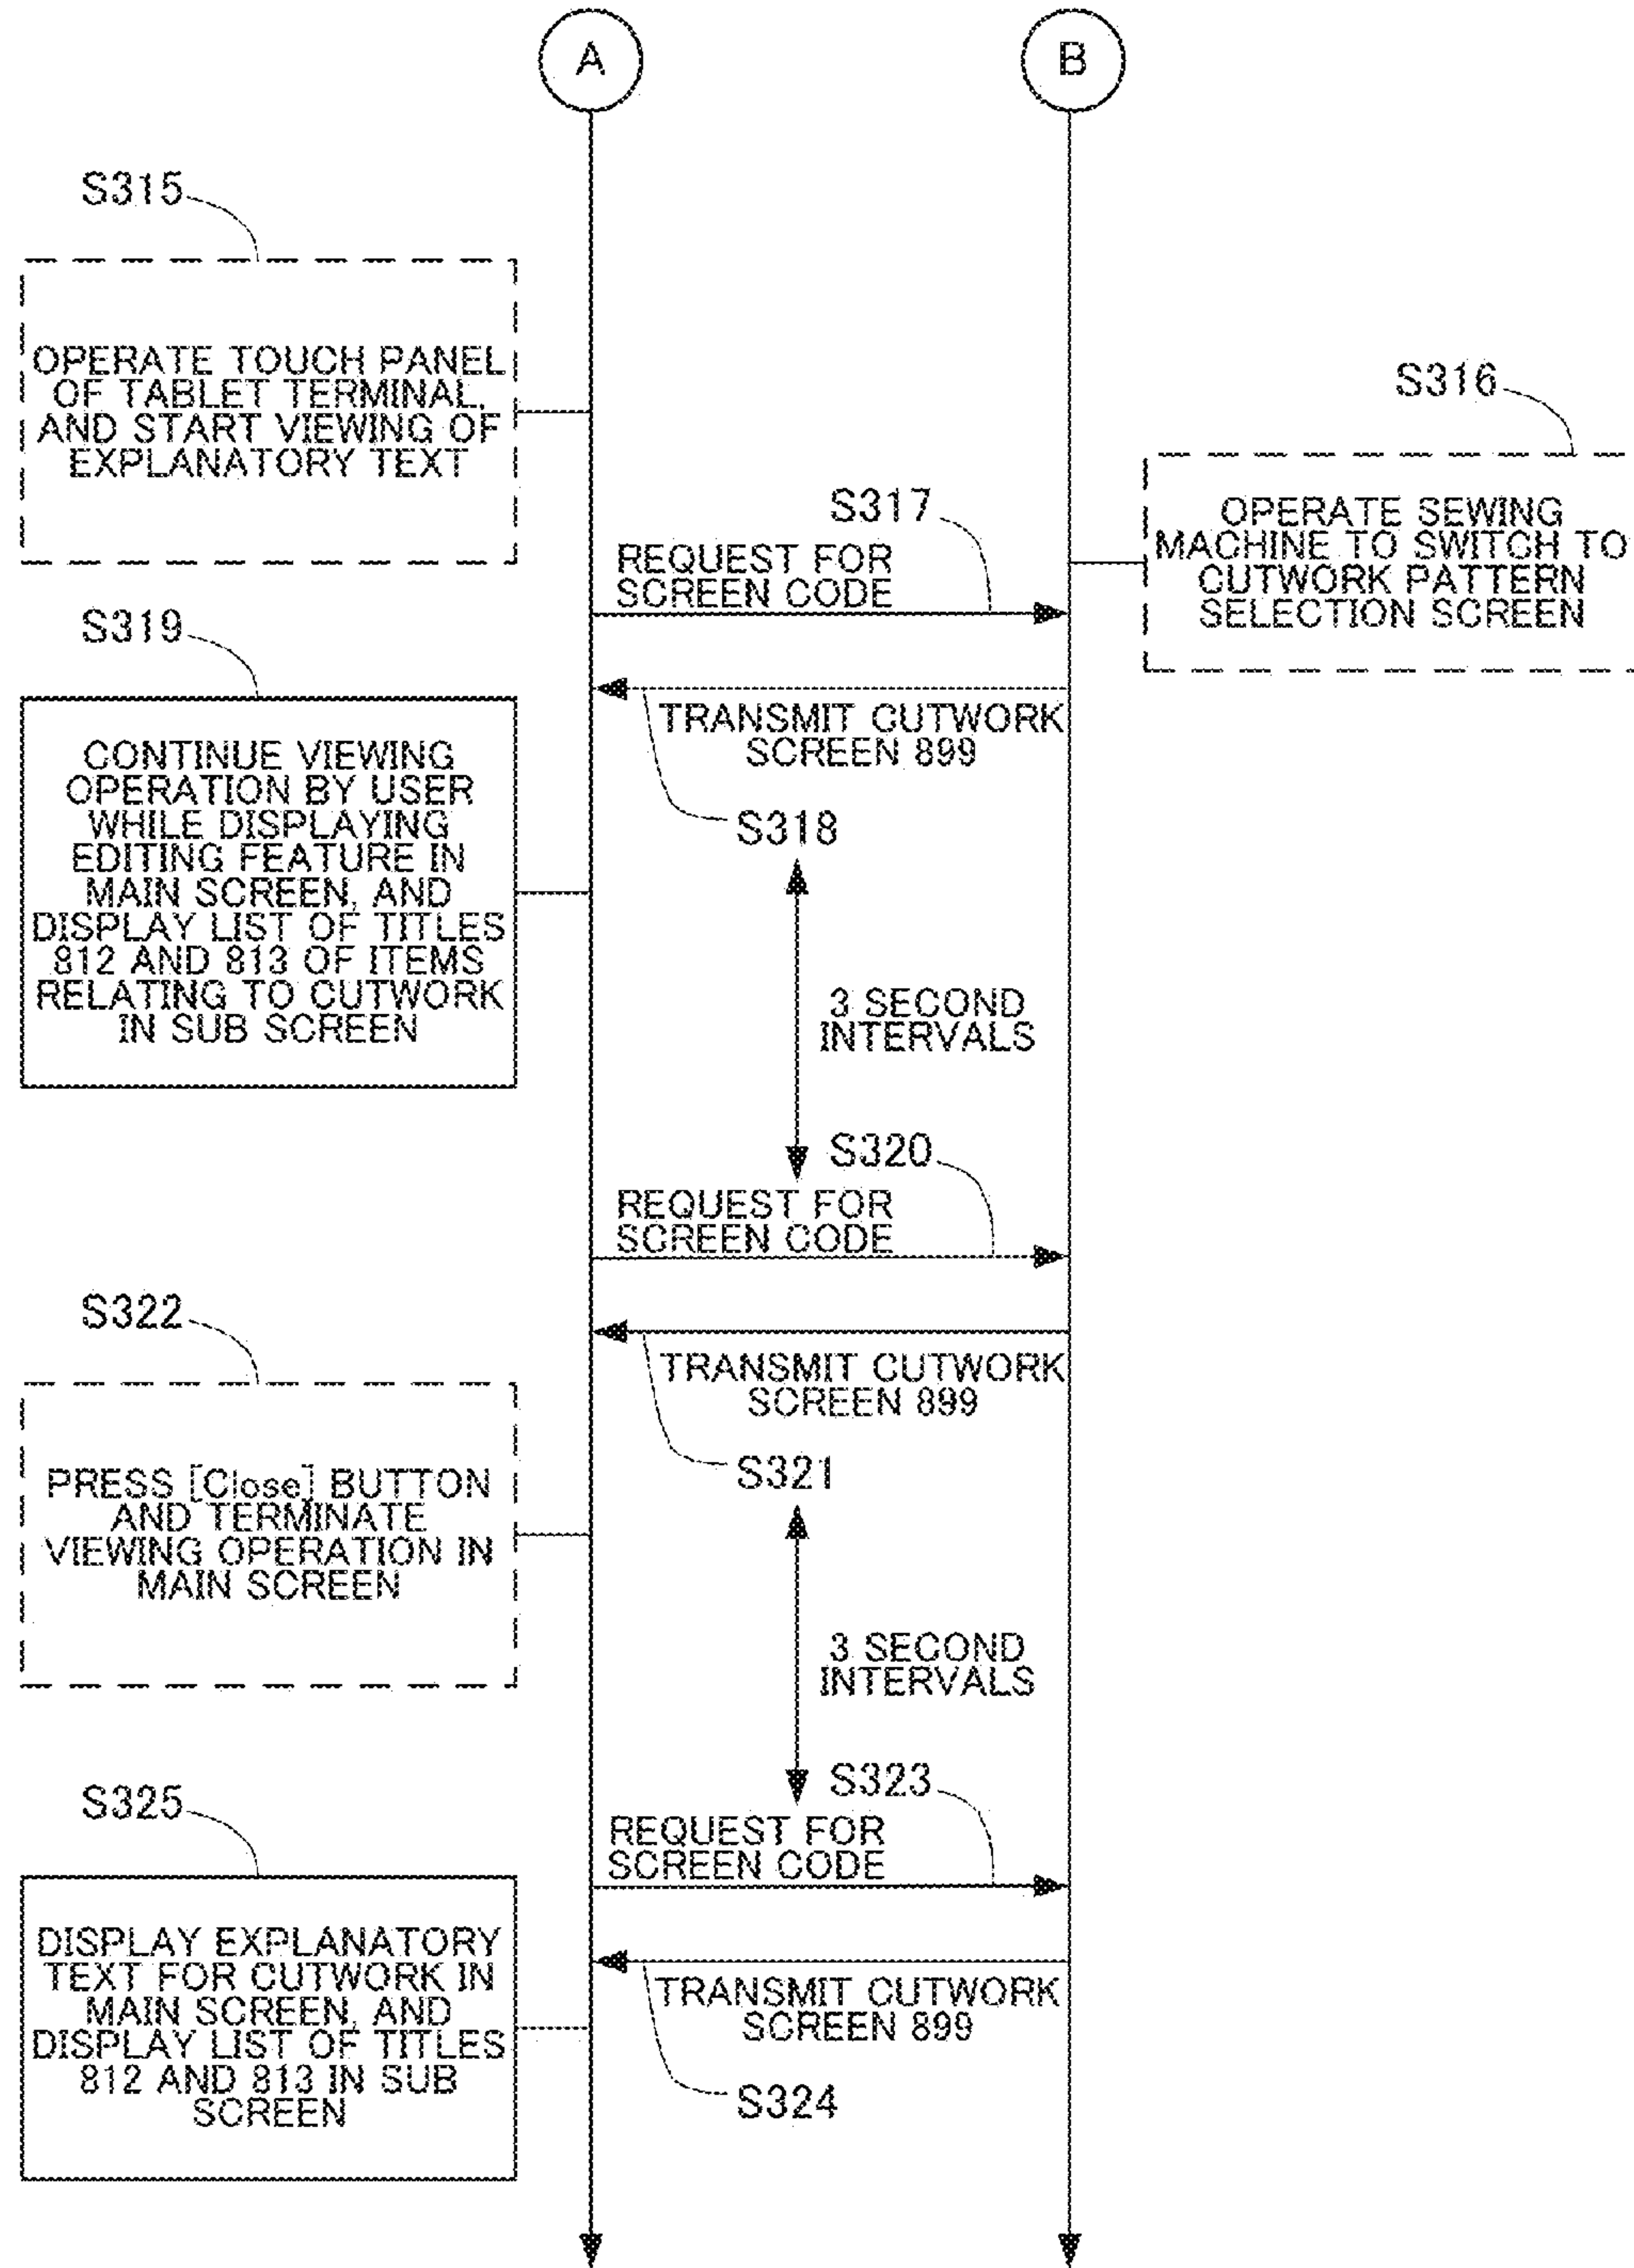 A
B
S315
OPERATE TOUCH PANEL
OF TABLET TERMINAL,
AND START VIEWING OF
EXPLANATORY TEXT
S316
OPERATE SEWING
MACHINE TO SWITCH TO
CUTWORK PATTERN
SELECTION SCREEN
S317
REQUEST FOR
SCREEN CODE
S319
CONTINUE VIEWING
OPERATION BY USER
WHILE DISPLAYING
EDITING FEATURE IN
MAIN SCREEN, AND
DISPLAY LIST OF TITLES
812 AND 813 OF ITEMS
RELATING TO CUTWORK
IN SUB SCREEN
TRANSMIT CUTWORK
SCREEN 899
S318
3 SECOND
INTERVALS
S320
REQUEST FOR
SCREEN CODE
S322
PRESS [Close] BUTTON
AND TERMINATE
VIEWING OPERATION IN
MAIN SCREEN
TRANSMIT CUTWORK
SCREEN 899
S321
3 SECOND
INTERVALS
S323
REQUEST FOR
SCREEN CODE
S325
DISPLAY EXPLANATORY
TEXT FOR CUTWORK IN
MAIN SCREEN, AND
DISPLAY LIST OF TITLES
812 AND 813 IN SUB
SCREEN
TRANSMIT CUTWORK
SCREEN 899
S324